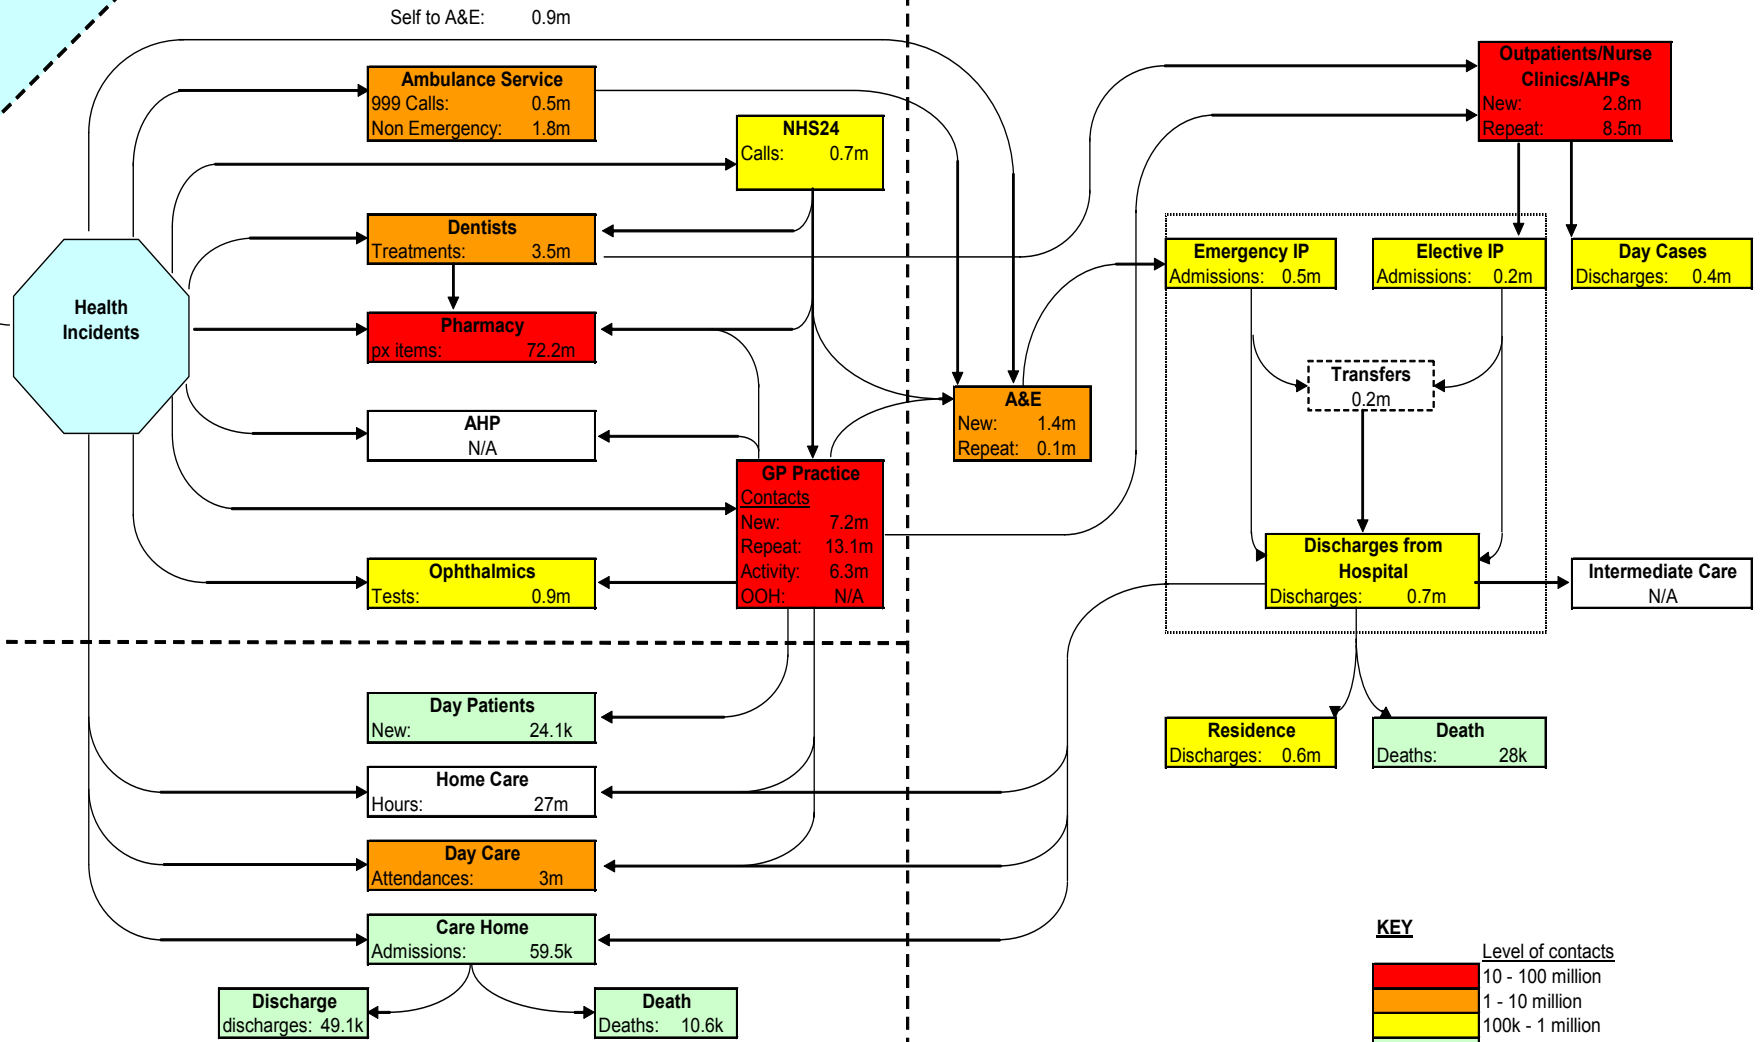 Self to A&E: 0.9m
Ambulance Service
999 Calls: 0.5m
Non Emergency: 1.8m
NHS24
Calls: 0.7m
Dentists
Treatments: 3.5m
Health
Incidents
Pharmacy
px items: 72.2m
AHP
N/A
GP Practice
Contacts
New: 7.2m
Repeat: 13.1m
Activity: 6.3m
OOH: N/A
Ophthalmics
Tests: 0.9m
A&E
New: 1.4m
Repeat: 0.1m
Outpatients/Nurse
Clinics/AHPs
New: 2.8m
Repeat: 8.5m
Emergency IP
Admissions: 0.5m
Elective IP
Admissions: 0.2m
Day Cases
Discharges: 0.4m
Transfers
0.2m
Discharges from
Hospital
Discharges: 0.7m
Intermediate Care
N/A
Residence
Discharges: 0.6m
Death
Deaths: 28k
Day Patients
New: 24.1k
Home Care
Hours: 27m
Day Care
Attendances: 3m
Care Home
Admissions: 59.5k
Discharge
discharges: 49.1k
Death
Deaths: 10.6k
KEY
Level of contacts
10 - 100 million
1 - 10 million
100k - 1 million